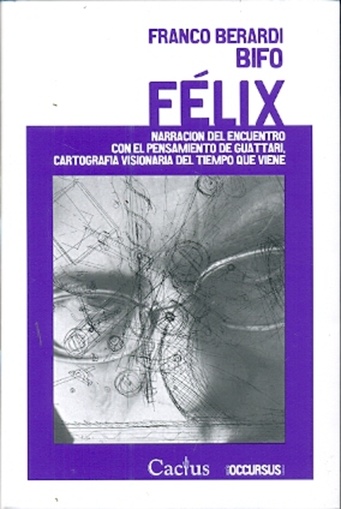 FRANCO BERARDI
BIFO
FÉLIX
NARRACION DEL ENCUENTRO
CON EL PENSAMIENTO DE GUATTARI,
CARTOGRAFIA VISIONARIA DEL TIEMPO QUE VIENE
Cactus
OCCURSUS